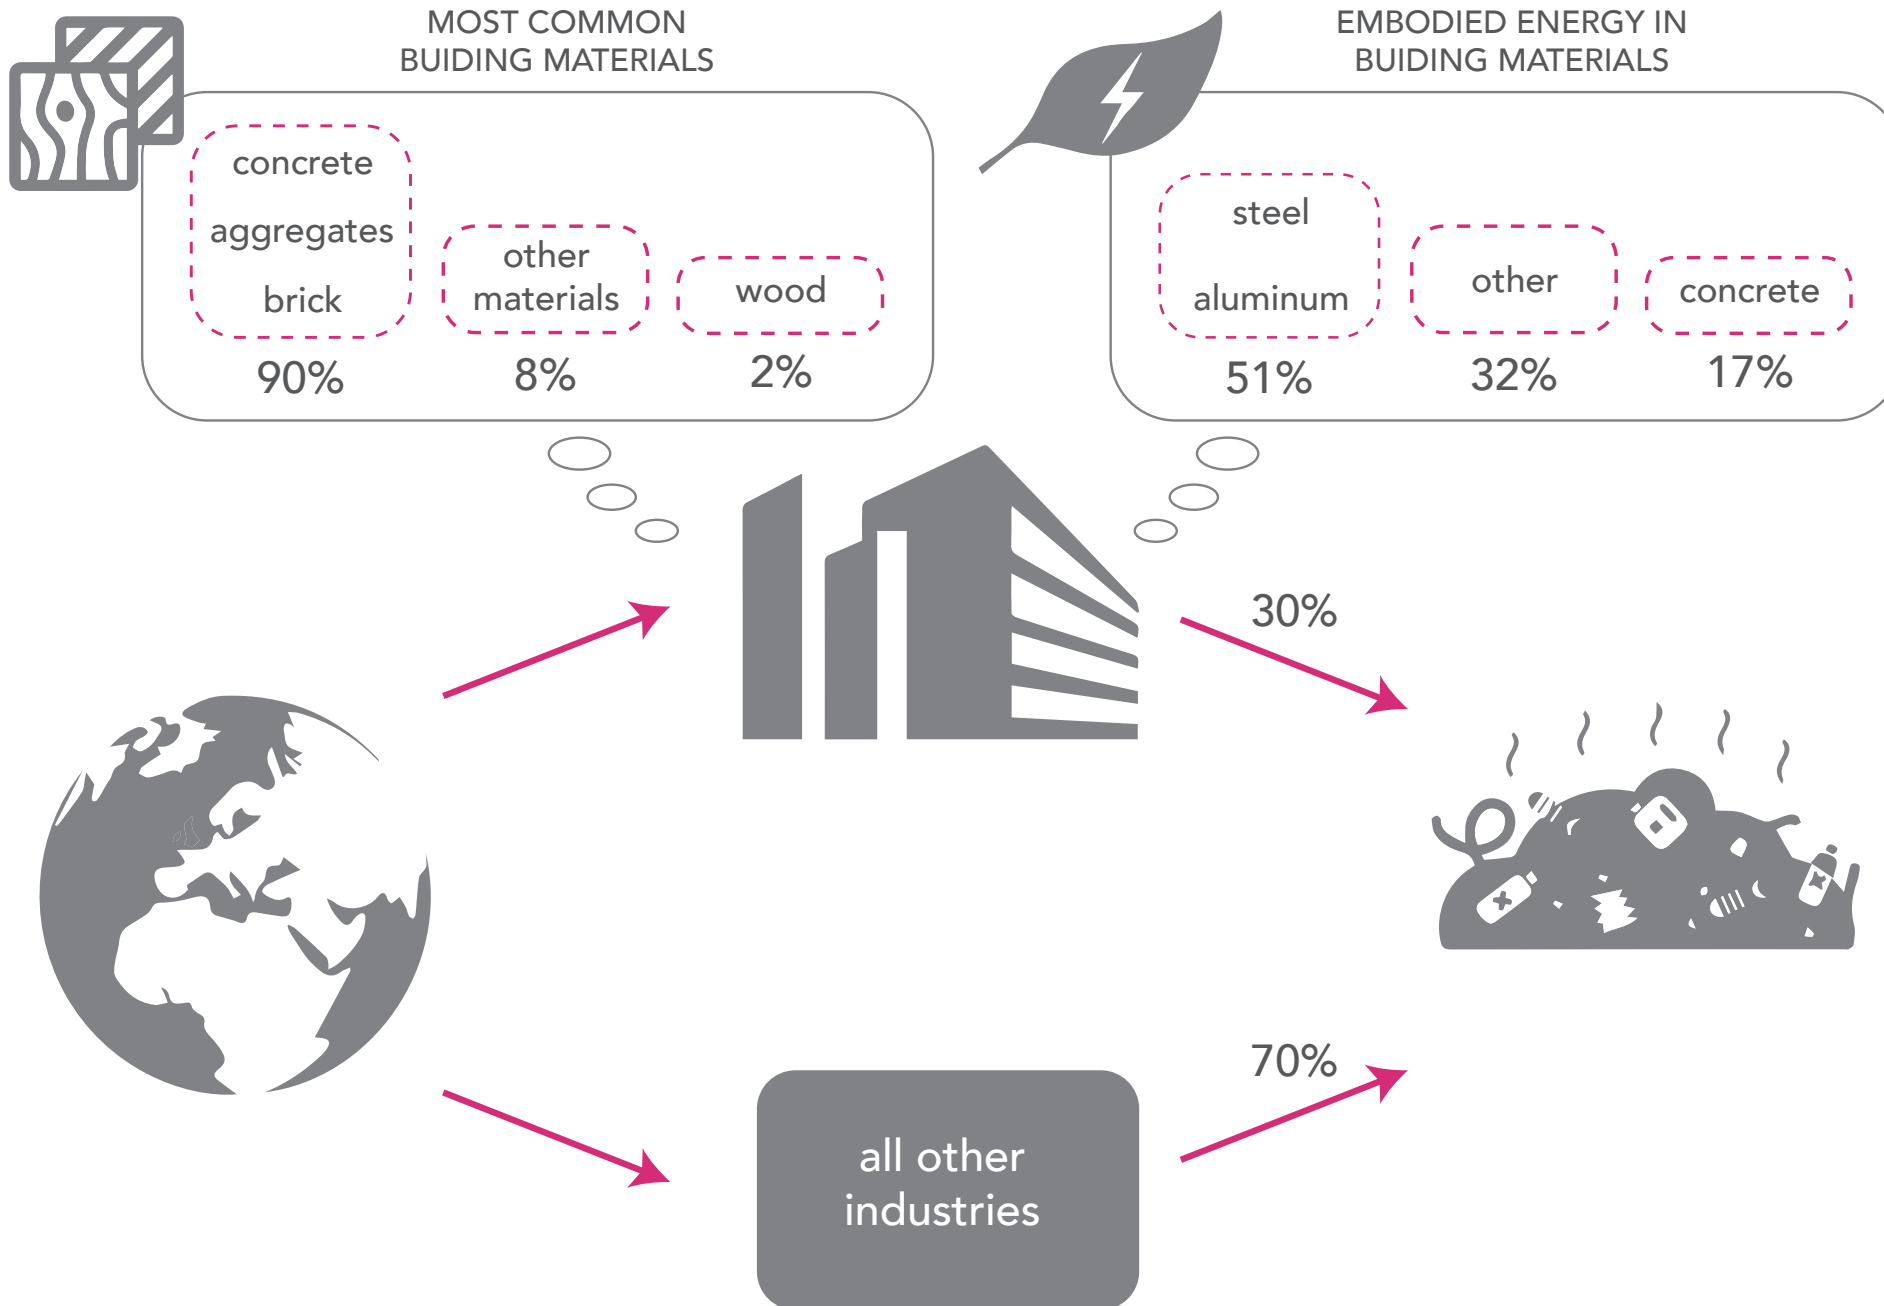 MOST COMMON
BUIDING MATERIALS
concrete
aggregates
brick
90%
other
materials
8%
wood
2%
EMBODIED ENERGY IN
BUIDING MATERIALS
steel
aluminum
51%
other
32%
concrete
17%
30%
70%
all other
industries